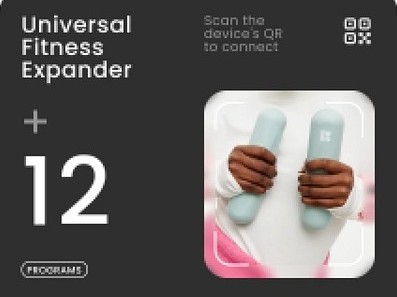 Universal
Fitness
Expander
Scan the
device's QR
to connect
+
12
PROGRAMS